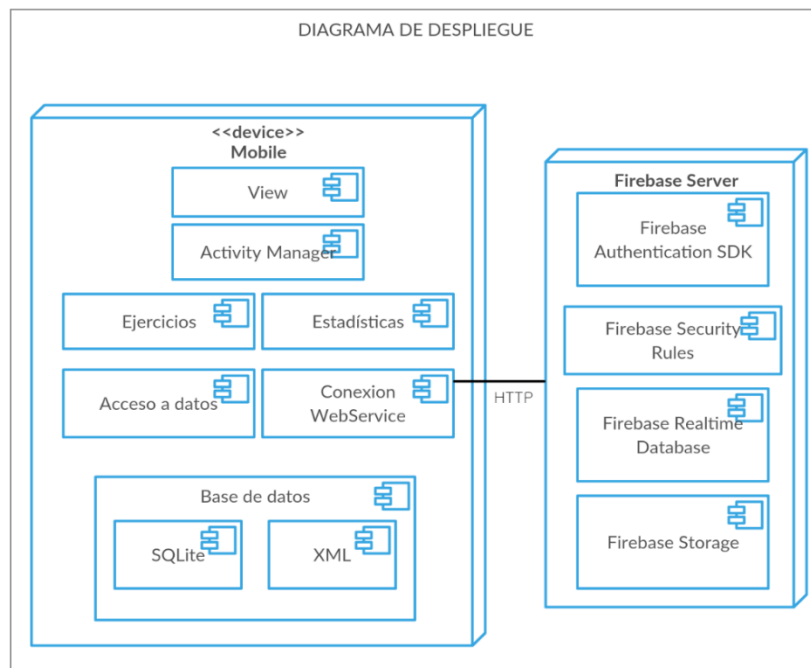 DIAGRAMA DE DESPLIEGUE
<<device>>
Mobile
View
Activity Manager
Ejercicios
Estadísticas
Acceso a datos
Conexion
WebService
Base de datos
SQLite
XML
HTTP
Firebase Server
Firebase
Authentication SDK
Firebase Security
Rules
Firebase Realtime
Database
Firebase Storage